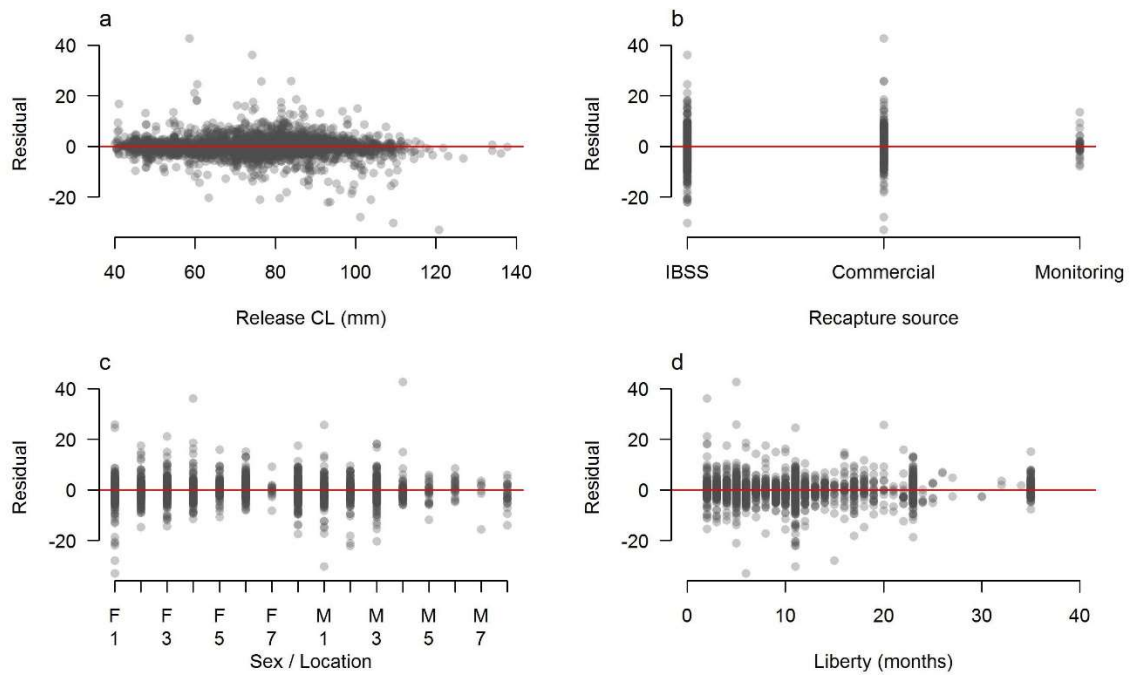 a
40
20
0
-20
Residual
40 60 80 100 120 140
Release CL (mm)
b
40
20
0
-20
Residual
IBSS Commercial Monitoring
Recapture source
c
40
20
0
-20
Residual
F F F F M M M M
1 3 5 7 1 3 5 7
Sex / Location
d
40
20
0
-20
Residual
0 10 20 30 40
Liberty (months)